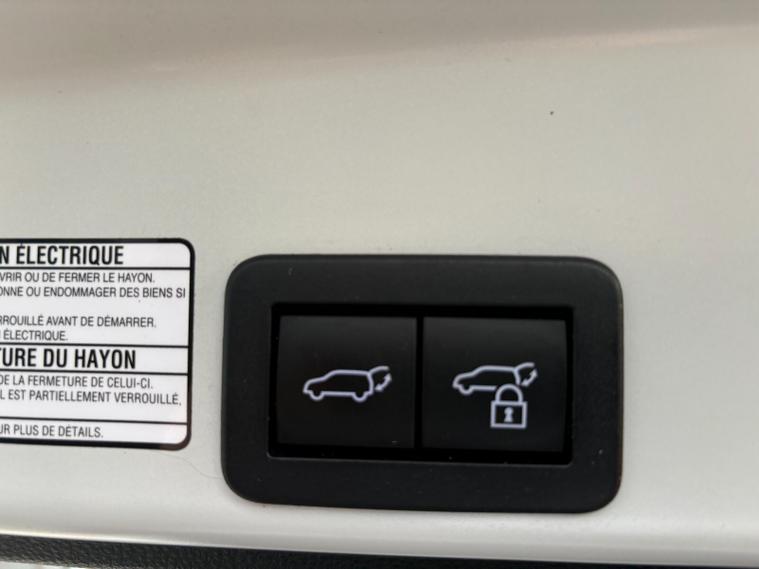 N ÉLECTRIQUE
VRIR OU DE FERMER LE HAYON.
ONNE OU ENDOMMAGER DES BIENS SI
RROUILLÉ AVANT DE DÉMARRER.
ÉLECTRIQUE.
TURE DU HAYON
DE LA FERMETURE DE CELUI-CI.
L EST PARTIELLEMENT VERROUILLÉ,
UR PLUS DE DÉTAILS.